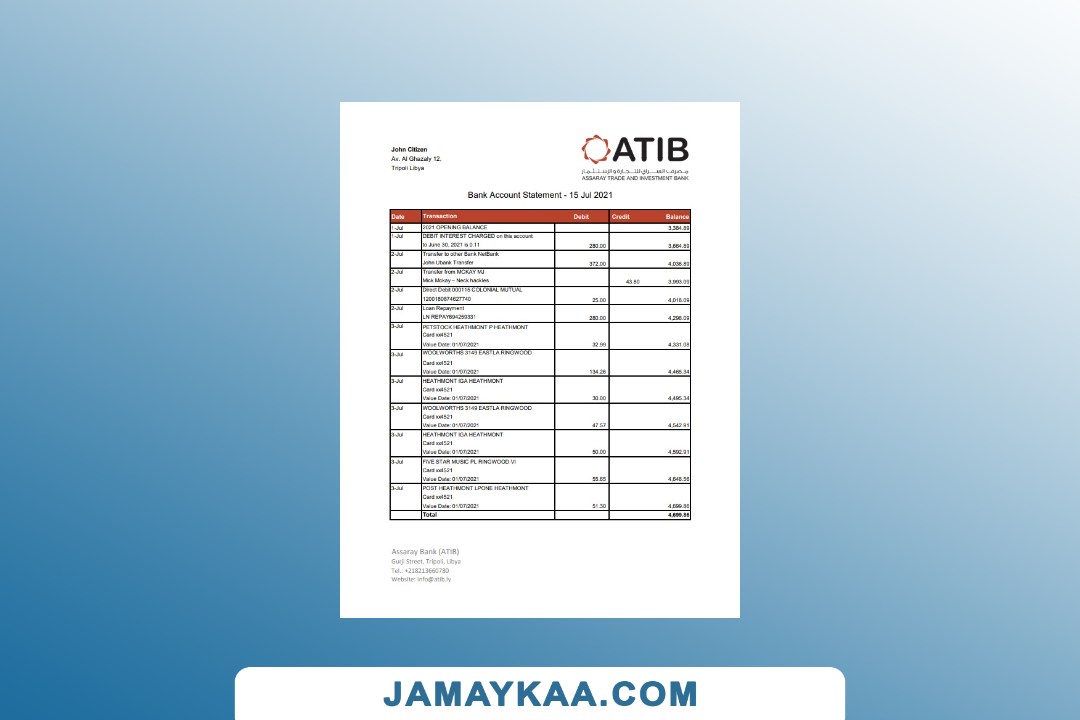 John Citizen
Av. Al Ghazaly 12,
Tripoli Libya
ATIB
مصرف السراي للتجارة والإستثمار
ASSARAY TRADE AND INVESTMENT BANK
Bank Account Statement - 15 Jul 2021
Date Transaction Debit Credit Balance
1-Jul 2021 OPENING BALANCE 3,384.89
1-Jul DEBIT INTEREST CHARGED on this account
to June 30, 2021 is 0.11 280.00 3,664.89
2-Jul Transfer to other Bank NetBank
John Ubank Transfer 372.00 4,036.89
2-Jul Transfer from MCKAY MJ
Mick Mckay – Neck hackles 43.80 3,993.09
2-Jul Direct Debit 000115 COLONIAL MUTUAL
1200180674627740 25.00 4,018.09
2-Jul Loan Repayment
LN REPAY694259331 280.00 4,298.09
3-Jul PETSTOCK HEATHMONT P HEATHMONT
Card xx4521
Value Date: 01/07/2021 32.99 4,331.08
3-Jul WOOLWORTHS 3149 EASTLA RINGWOOD
Card xx4521
Value Date: 01/07/2021 134.26 4,465.34
3-Jul HEATHMONT IGA HEATHMONT
Card xx4521
Value Date: 01/07/2021 30.00 4,495.34
3-Jul WOOLWORTHS 3149 EASTLA RINGWOOD
Card xx4521
Value Date: 01/07/2021 47.57 4,542.91
3-Jul HEATHMONT IGA HEATHMONT
Card xx4521
Value Date: 01/07/2021 50.00 4,592.91
3-Jul FIVE STAR MUSIC PL RINGWOOD VI
Card xx4521
Value Date: 01/07/2021 55.65 4,648.56
3-Jul POST HEATHMONT LPONE HEATHMONT
Card xx4521
Value Date: 01/07/2021 51.30 4,699.86
Total 4,699.86
Assaray Bank (ATIB)
Gurji Street, Tripoli, Libya
Tel.: +218213660780
Website: info@atib.ly
JAMAYKAA.COM